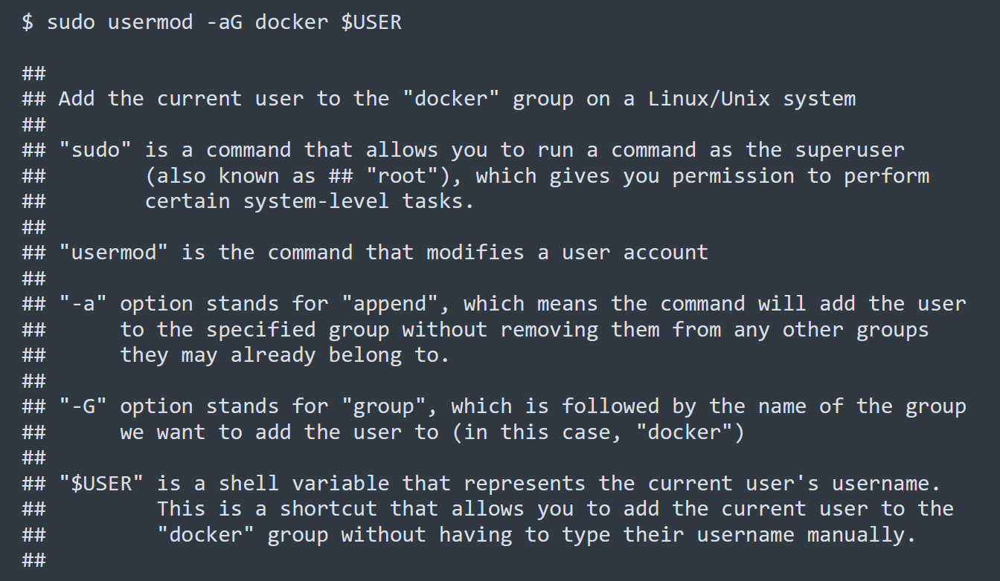 $ sudo usermod -aG docker $USER

##
## Add the current user to the "docker" group on a Linux/Unix system
##
## "sudo" is a command that allows you to run a command as the superuser
##        (also known as ## "root"), which gives you permission to perform
##        certain system-level tasks.
##
## "usermod" is the command that modifies a user account
##
## "-a" option stands for "append", which means the command will add the user
##      to the specified group without removing them from any other groups
##      they may already belong to.
##
## "-G" option stands for "group", which is followed by the name of the group
##      we want to add the user to (in this case, "docker")
##
## "$USER" is a shell variable that represents the current user's username.
##         This is a shortcut that allows you to add the current user to the
##         "docker" group without having to type their username manually.
##